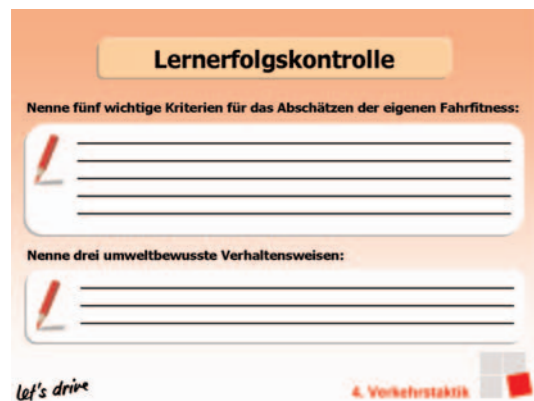 Lernerfolgskontrolle
Nenne fünf wichtige Kriterien für das Abschätzen der eigenen Fahrfitness:
Nenne drei umweltbewusste Verhaltensweisen:
let's drive
4. Verkehrstaktik